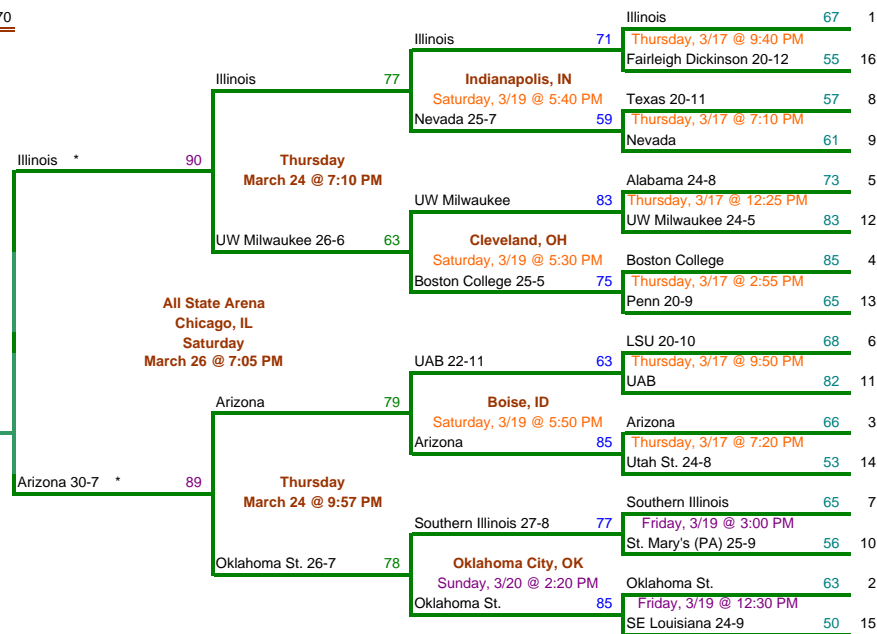 70
Illinois 67 1
Thursday, 3/17 @ 9:40 PM
Fairleigh Dickinson 20-12 55 16
Texas 20-11 57 8
Thursday, 3/17 @ 7:10 PM
Nevada 61 9
Alabama 24-8 73 5
Thursday, 3/17 @ 12:25 PM
UW Milwaukee 24-5 83 12
Boston College 85 4
Thursday, 3/17 @ 2:55 PM
Penn 20-9 65 13
LSU 20-10 68 6
Thursday, 3/17 @ 9:50 PM
UAB 82 11
Arizona 66 3
Thursday, 3/17 @ 7:20 PM
Utah St. 24-8 53 14
Southern Illinois 65 7
Friday, 3/19 @ 3:00 PM
St. Mary's (PA) 25-9 56 10
Oklahoma St. 63 2
Friday, 3/19 @ 12:30 PM
SE Louisiana 24-9 50 15
Illinois 71
Indianapolis, IN
Saturday, 3/19 @ 5:40 PM
Nevada 25-7 59
UW Milwaukee 83
Cleveland, OH
Saturday, 3/19 @ 5:30 PM
Boston College 25-5 75
UAB 22-11 63
Boise, ID
Saturday, 3/19 @ 5:50 PM
Arizona 85
Southern Illinois 27-8 77
Oklahoma City, OK
Sunday, 3/20 @ 2:20 PM
Oklahoma St. 85
Illinois 77
Thursday
March 24 @ 7:10 PM
UW Milwaukee 26-6 63
Arizona 79
Thursday
March 24 @ 9:57 PM
Oklahoma St. 26-7 78
Illinois * 90
All State Arena
Chicago, IL
Saturday
March 26 @ 7:05 PM
Arizona 30-7 * 89